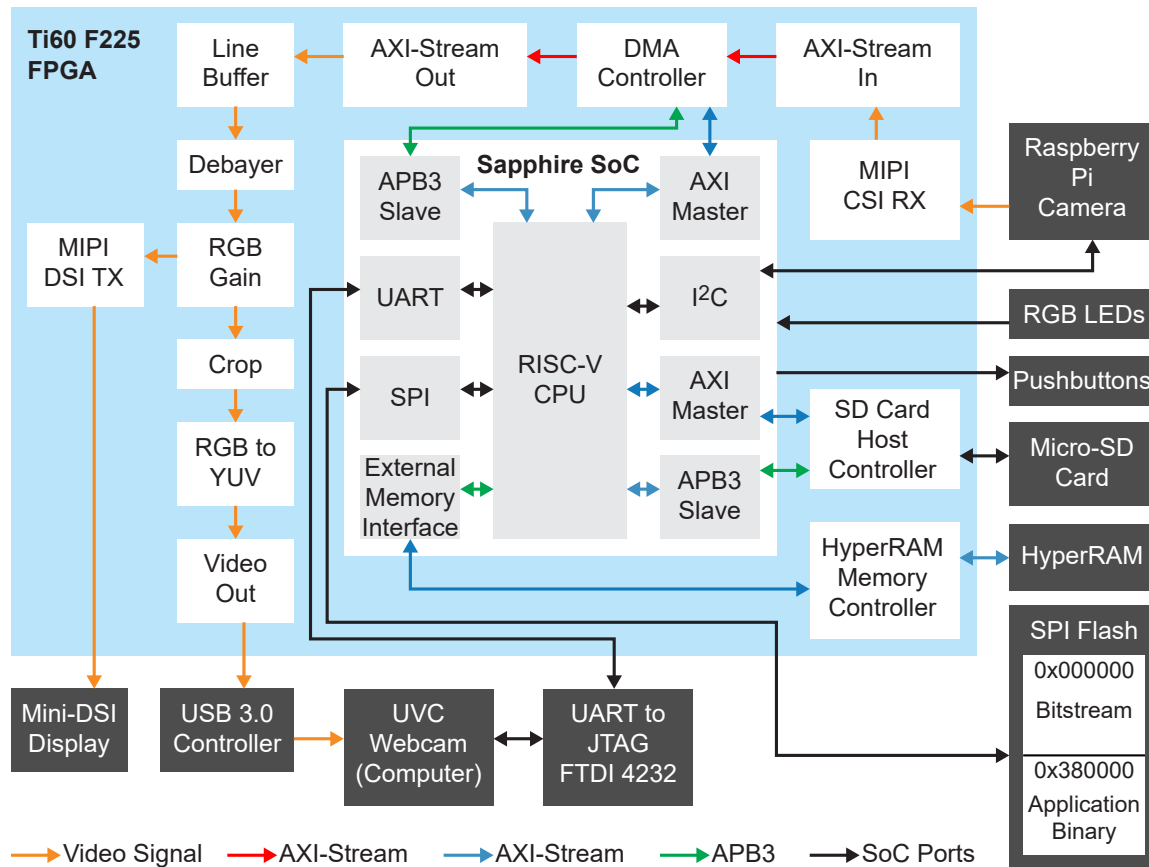 Ti60 F225
FPGA
Line
Buffer
AXI-Stream
Out
DMA
Controller
AXI-Stream
In
Debayer
APB3
Slave
Sapphire SoC
AXI
Master
MIPI
CSI RX
Raspberry
Pi
Camera
MIPI
DSI TX
RGB
Gain
UART
RISC-V
CPU
I²C
RGB LEDs
Crop
SPI
AXI
Master
Pushbuttons
SD Card
Host
Controller
Micro-SD
Card
RGB to
YUV
External
Memory
Interface
APB3
Slave
Video
Out
HyperRAM
Memory
Controller
HyperRAM
SPI Flash
0x000000
Bitstream
0x380000
Application
Binary
Mini-DSI
Display
USB 3.0
Controller
UVC
Webcam
(Computer)
UART to
JTAG
FTDI 4232
Video Signal
AXI-Stream
AXI-Stream
APB3
SoC Ports